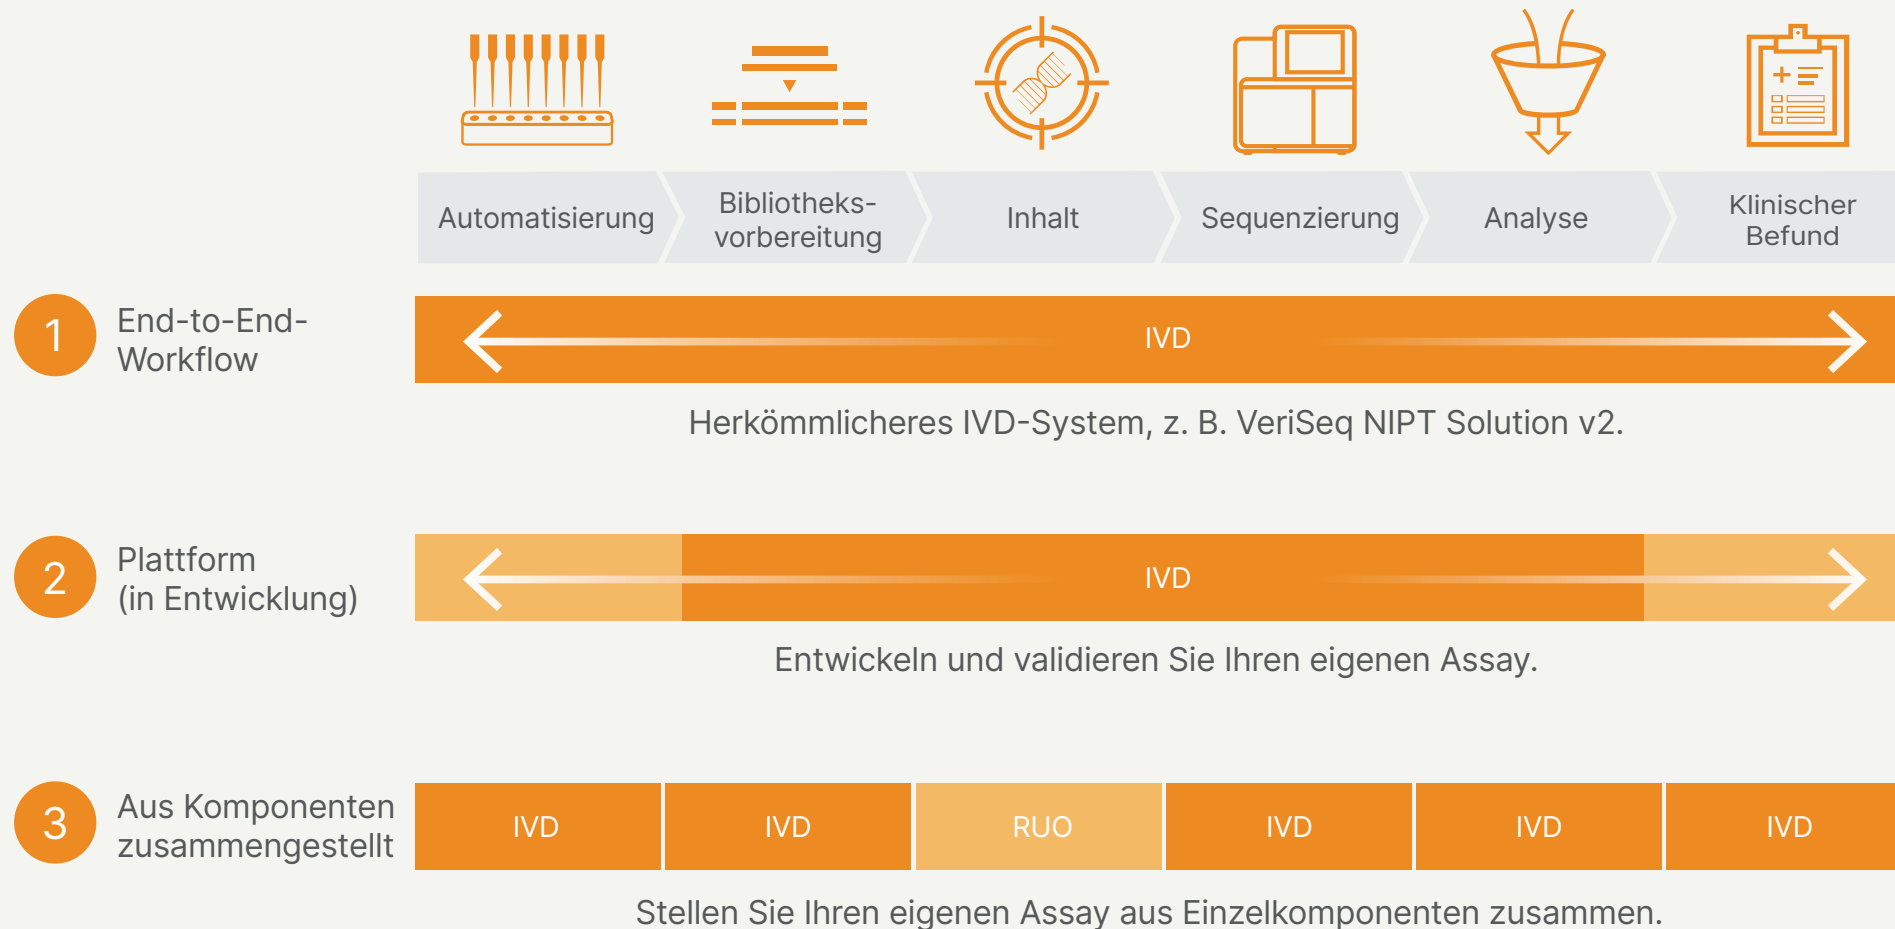 Automatisierung
Bibliotheks-
vorbereitung
Inhalt
Sequenzierung
Analyse
Klinischer
Befund
1
End-to-End-
Workflow
IVD
Herkömmlicheres IVD-System, z. B. VeriSeq NIPT Solution v2.
2
Plattform
(in Entwicklung)
IVD
Entwickeln und validieren Sie Ihren eigenen Assay.
3
Aus Komponenten
zusammengestellt
IVD
IVD
RUO
IVD
IVD
IVD
Stellen Sie Ihren eigenen Assay aus Einzelkomponenten zusammen.